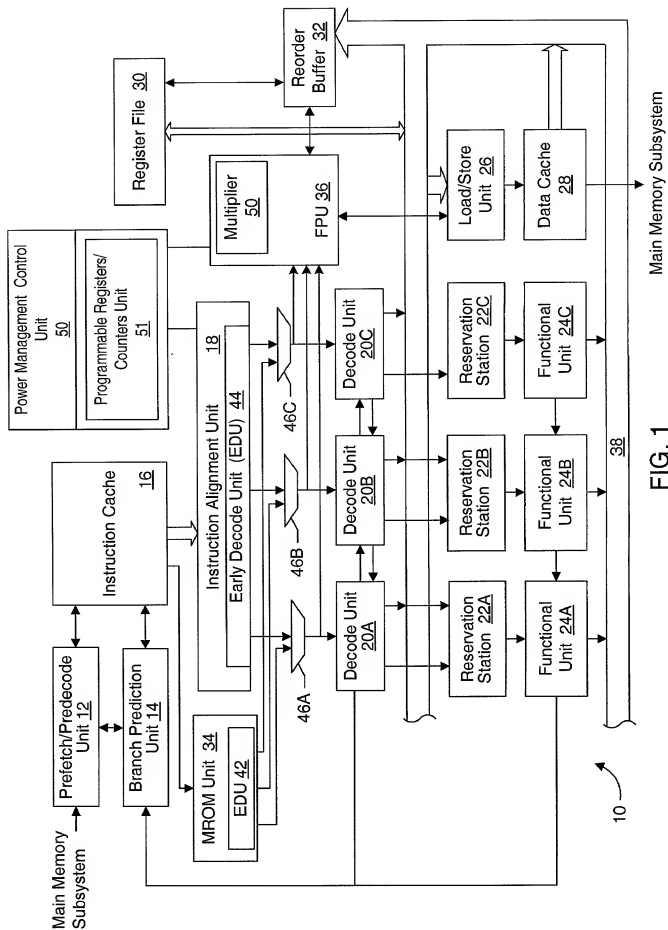 Main Memory
Subsystem
Prefetch/Predecode
Unit 12
Branch Prediction
Unit 14
Instruction Cache
16
Power Management Control
Unit
50
Programmable Registers/
Counters Unit
51
Register File 30
Reorder
Buffer 32
MROM Unit 34
EDU 42
Instruction Alignment Unit
18
Early Decode Unit (EDU) 44
Multiplier
50
FPU 36
46A
46B
46C
Decode Unit
20A
Decode Unit
20B
Decode Unit
20C
Reservation
Station 22A
Reservation
Station 22B
Reservation
Station 22C
Load/Store
Unit 26
Functional
Unit 24A
Functional
Unit 24B
Functional
Unit 24C
Data Cache
28
38
Main Memory Subsystem
10
FIG. 1